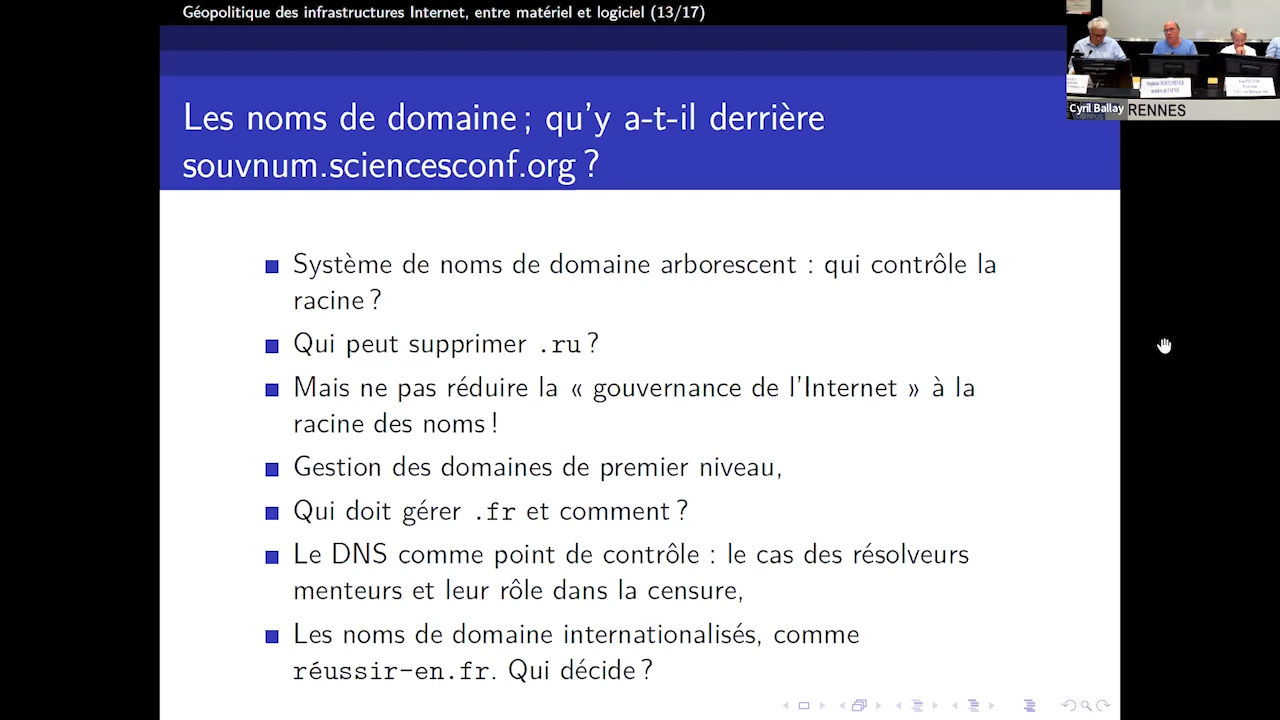 Géopolitique des infrastructures Internet, entre matériel et logiciel (13/17)
Les noms de domaine ; qu'y a-t-il derrière
souvnum.sciencesconf.org ?
Système de noms de domaine arborescent : qui contrôle la
racine ?
Qui peut supprimer .ru ?
Mais ne pas réduire la « gouvernance de l'Internet » à la
racine des noms !
Gestion des domaines de premier niveau,
Qui doit gérer .fr et comment ?
Le DNS comme point de contrôle : le cas des résolveurs
menteurs et leur rôle dans la censure,
Les noms de domaine internationalisés, comme
réussir-en.fr. Qui décide ?
Cyril Ballay
RENNES